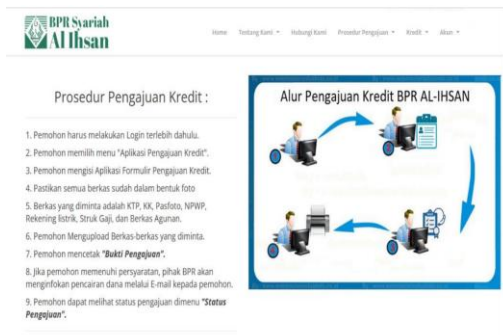 BPR Syariah
Al Ihsan
Home Tentang Kami Hubungi Kami Prosedur Pengajuan Kredit Akun
Prosedur Pengajuan Kredit :
1. Pemohon harus melakukan Login terlebih dahulu.
2. Pemohon memilih menu "Aplikasi Pengajuan Kredit".
3. Pemohon mengisi Aplikasi Formulir Pengajuan Kredit.
4. Pastikan semua berkas sudah dalam bentuk foto
5. Berkas yang diminta adalah KTP, KK, Pasfoto, NPWP,
Rekening listrik, Struk Gaji, dan Berkas Agunan.
6. Pemohon Mengupload Berkas-berkas yang diminta.
7. Pemohon mencetak "Bukti Pengajuan".
8. Jika pemohon memenuhi persyaratan, pihak BPR akan
menginfokan pencairan dana melalui E-mail kepada pemohon.
9. Pemohon dapat melihat status pengajuan dimenu "Status
Pengajuan".
Alur Pengajuan Kredit BPR AL-IHSAN